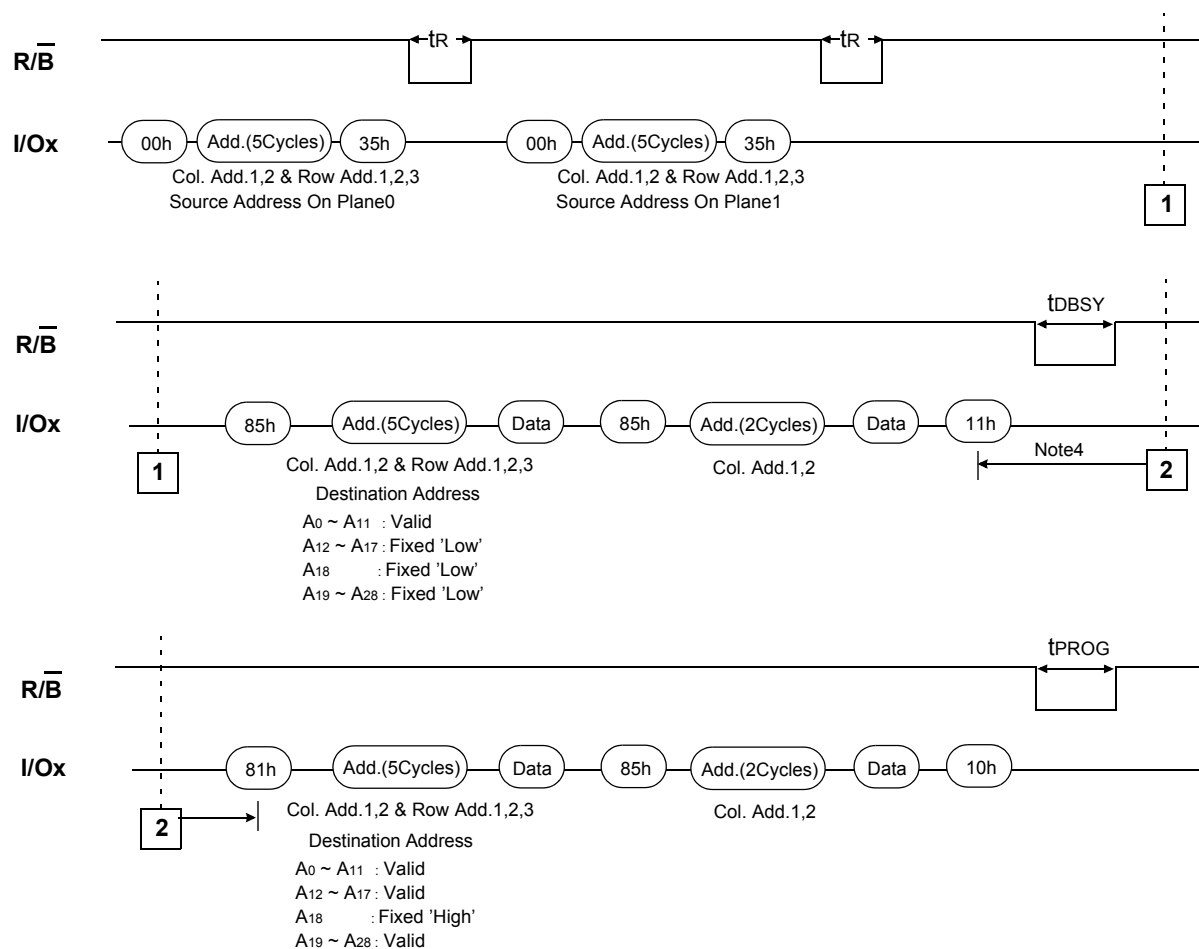 R/B tR tR
I/Ox 00h Add.(5Cycles) 35h 00h Add.(5Cycles) 35h
Col. Add.1,2 & Row Add.1,2,3 Col. Add.1,2 & Row Add.1,2,3
Source Address On Plane0 Source Address On Plane1
1
tDBSY
R/B
I/Ox 85h Add.(5Cycles) Data 85h Add.(2Cycles) Data 11h
Note4
1 Col. Add.1,2 & Row Add.1,2,3 Col. Add.1,2 2
Destination Address
A0 ~ A11 : Valid
A12 ~ A17 : Fixed 'Low'
A18 : Fixed 'Low'
A19 ~ A28 : Fixed 'Low'
tPROG
R/B
I/Ox 81h Add.(5Cycles) Data 85h Add.(2Cycles) Data 10h
2 Col. Add.1,2 & Row Add.1,2,3 Col. Add.1,2
Destination Address
A0 ~ A11 : Valid
A12 ~ A17 : Valid
A18 : Fixed 'High'
A19 ~ A28 : Valid